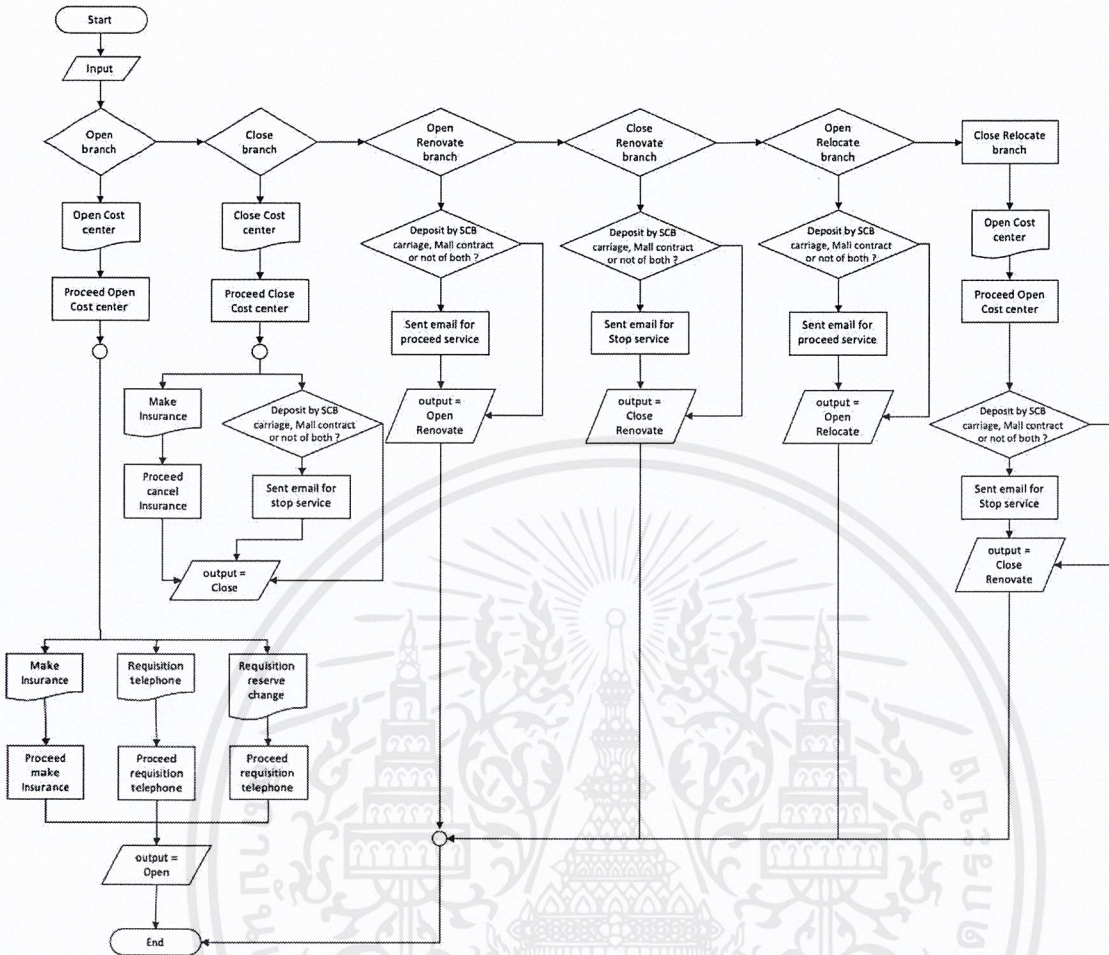 Start
Input
Open
branch
Close
branch
Open
Renovate
branch
Close
Renovate
branch
Open
Relocate
branch
Close Relocate
branch
Open Cost
center
Close Cost
center
Deposit by SCB
carriage, Mall contract
or not of both ?
Deposit by SCB
carriage, Mall contract
or not of both ?
Deposit by SCB
carriage, Mall contract
or not of both ?
Open Cost
center
Proceed Open
Cost center
Proceed Close
Cost center
Sent email for
proceed service
Sent email for
Stop service
Sent email for
proceed service
Proceed Open
Cost center
Make
Insurance
Deposit by SCB
carriage, Mall contract
or not of both ?
output =
Open
Renovate
output =
Close
Renovate
output =
Open
Relocate
Deposit by SCB
carriage, Mall contract
or not of both ?
Proceed
cancel
Insurance
Sent email for
stop service
Sent email for
Stop service
output =
Close
output =
Close
Renovate
Make
Insurance
Requisition
telephone
Requisition
reserve
change
Proceed
make
Insurance
Proceed
requisition
telephone
Proceed
requisition
telephone
output =
Open
End